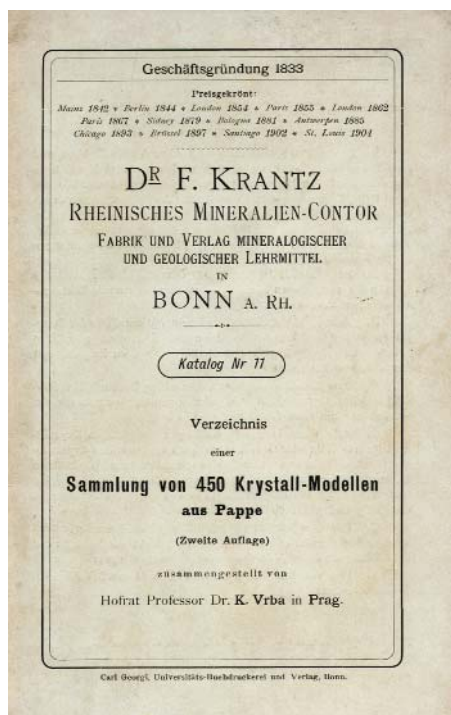 Geschäftsgründung 1833
Preisgekrönt:
Mainz 1842 * Berlin 1844 * London 1854 * Paris 1855 * London 1862
Paris 1867 * Sidney 1879 * Bologna 1881 * Antwerpen 1885
Chicago 1893 * Brüssel 1897 * Santiago 1902 * St. Louis 1904
DR F. KRANTZ
RHEINISCHES MINERALIEN-CONTOR
FABRIK UND VERLAG MINERALOGISCHER
UND GEOLOGISCHER LEHRMITTEL
IN
BONN A. RH.
Katalog Nr 11
Verzeichnis
einer
Sammlung von 450 Krystall-Modellen
aus Pappe
(Zweite Auflage)
zusammengestellt von
Hofrat Professor Dr. K. Vrba in Prag.
Carl Georgi, Universitäts-Buchdruckerei und Verlag, Bonn.